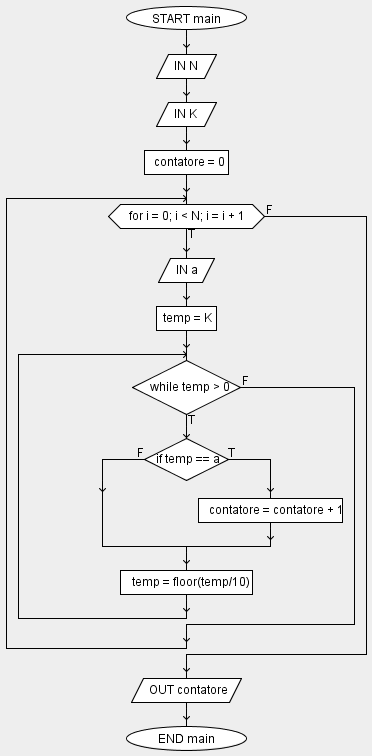 START main
IN N
IN K
contatore = 0
for i = 0; i < N; i = i + 1
F
T
IN a
temp = K
while temp > 0
F
T
F
if temp == a
T
contatore = contatore + 1
temp = floor(temp/10)
OUT contatore
END main